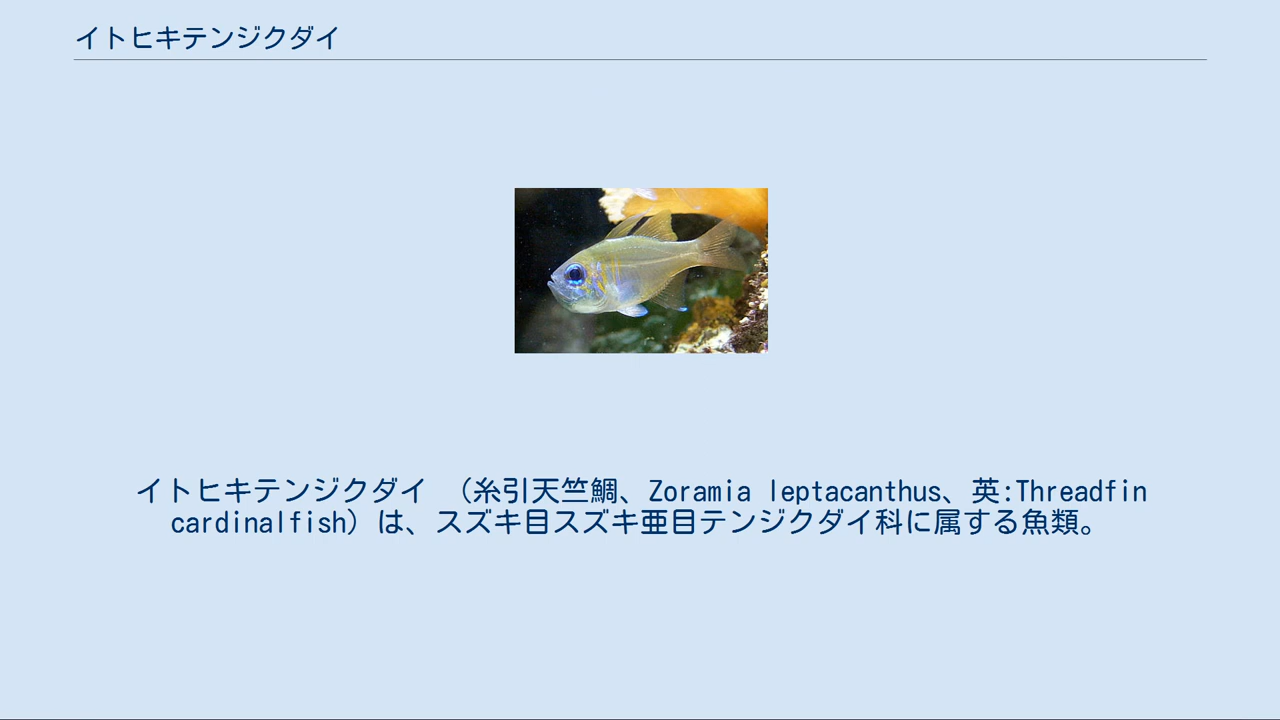 イトヒキテンジクダイ
イトヒキテンジクダイ （糸引天竺鯛、Zoramia leptacanthus、英:Threadfin
cardinalfish）は、スズキ目スズキ亜目テンジクダイ科に属する魚類。